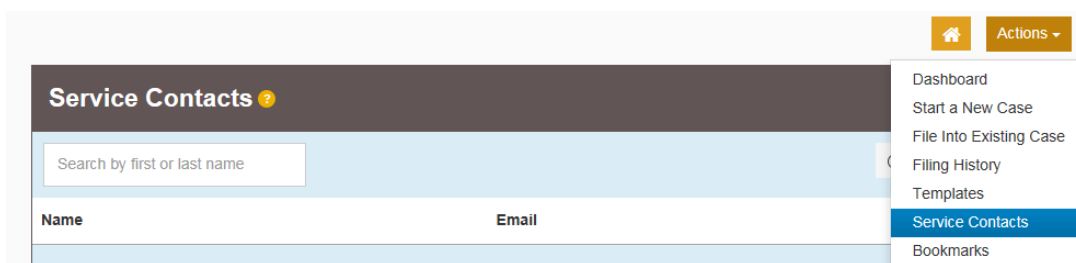 Actions
Service Contacts ?
Search by first or last name
Name Email
Dashboard
Start a New Case
File Into Existing Case
Filing History
Templates
Service Contacts
Bookmarks